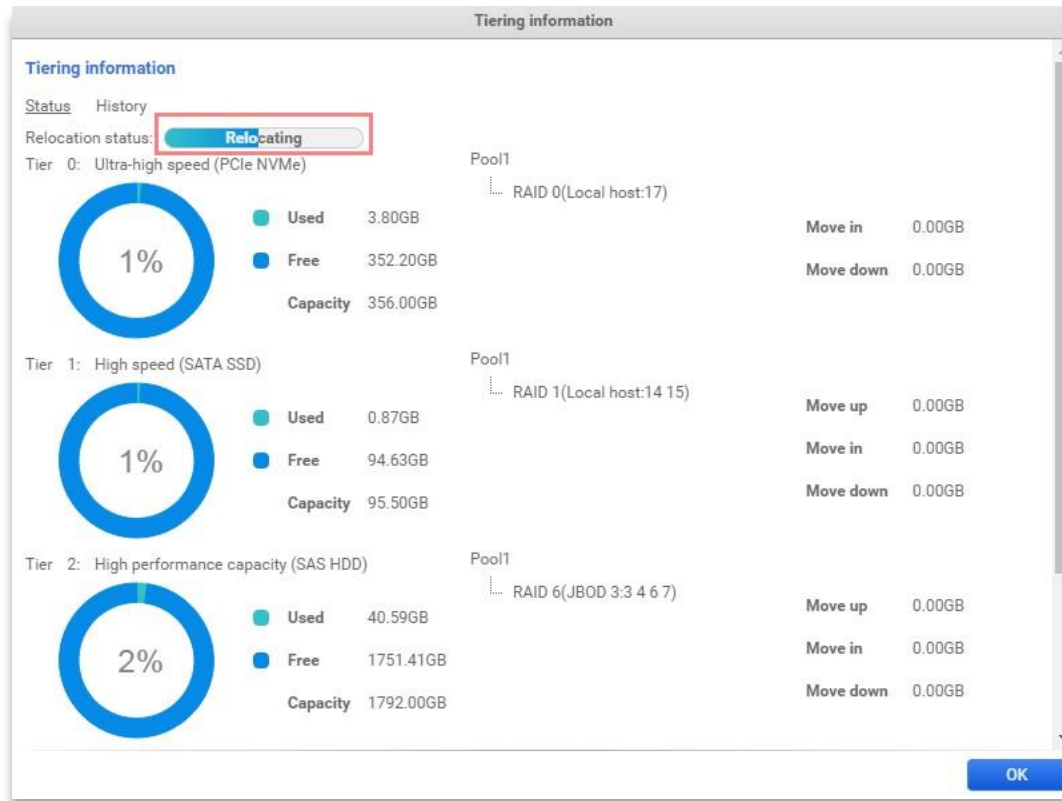 Tiering information
Tiering information
Status History
Relocation status: Relocating
Tier 0: Ultra-high speed (PCIe NVMe)
Pool1
RAID 0(Local host:17)
1%
Used 3.80GB
Free 352.20GB
Capacity 356.00GB
Move in 0.00GB
Move down 0.00GB
Tier 1: High speed (SATA SSD)
Pool1
RAID 1(Local host:14 15)
1%
Used 0.87GB
Free 94.63GB
Capacity 95.50GB
Move up 0.00GB
Move in 0.00GB
Move down 0.00GB
Tier 2: High performance capacity (SAS HDD)
Pool1
RAID 6(JBOD 3:3 4 6 7)
2%
Used 40.59GB
Free 1751.41GB
Capacity 1792.00GB
Move up 0.00GB
Move in 0.00GB
Move down 0.00GB
OK